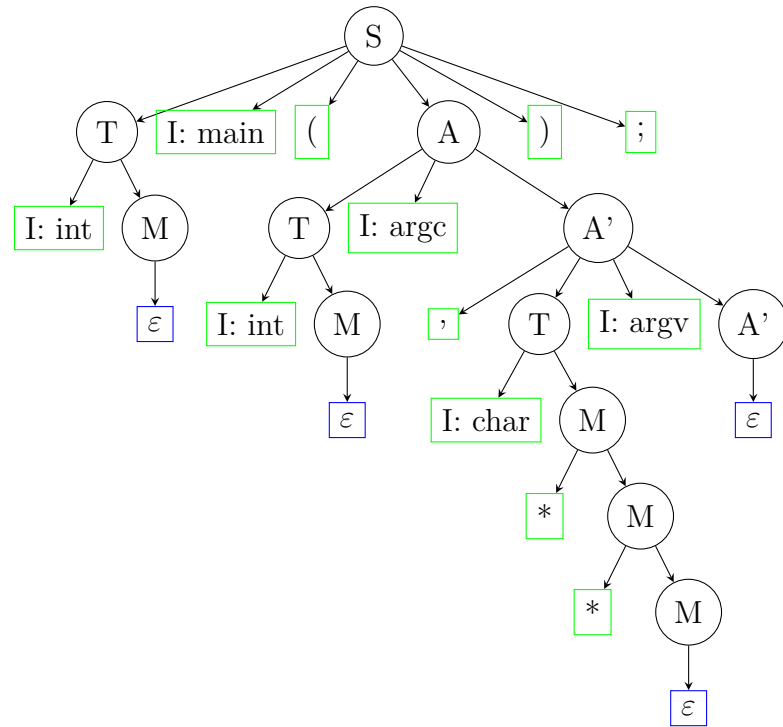 S
T
I: main
(
A
)
;
I: int
M
T
I: argc
A'
ε
I: int
M
,
T
I: argv
A'
ε
I: char
M
ε
*
M
*
M
ε